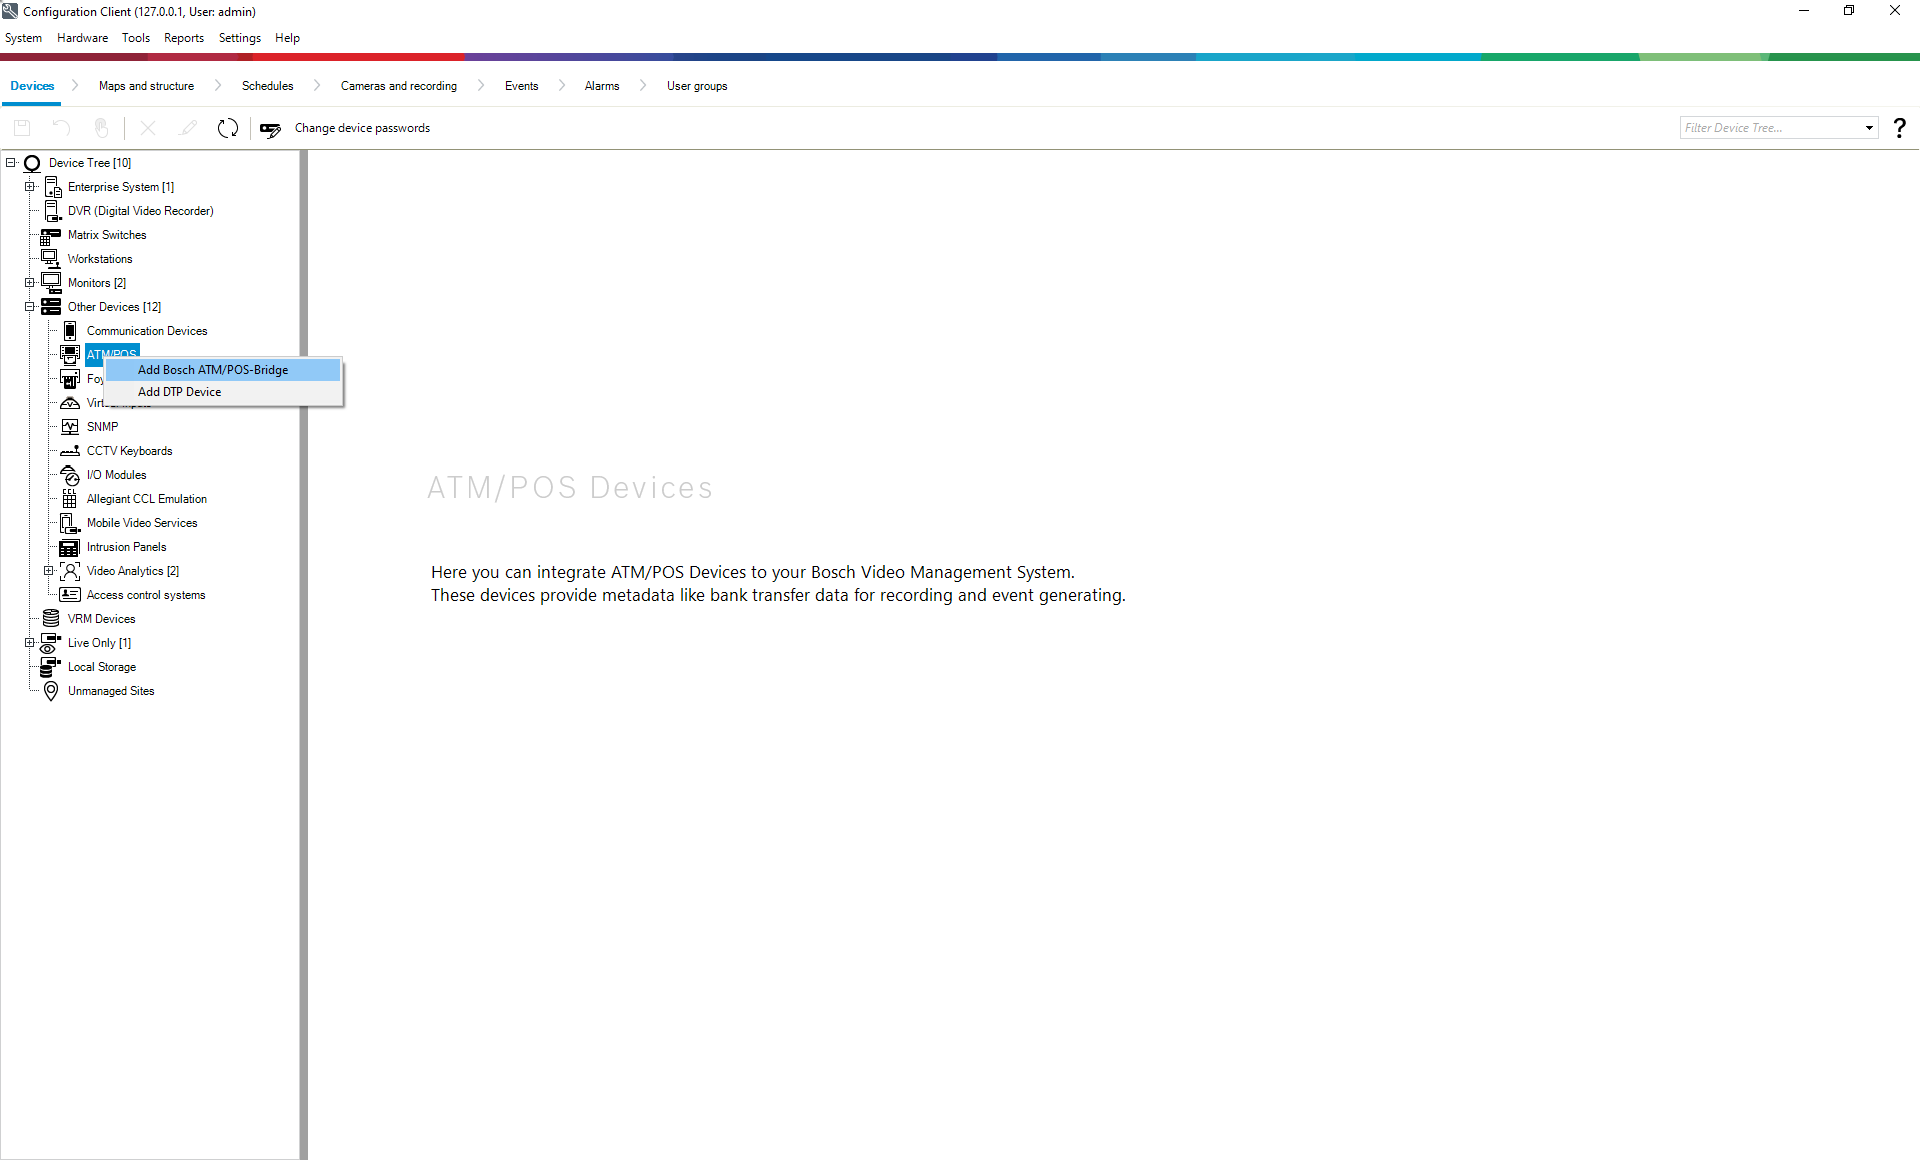 Configuration Client (127.0.0.1, User: admin)
System Hardware Tools Reports Settings Help
Devices Maps and structure Schedules Cameras and recording Events Alarms User groups
Change device passwords
Filter Device Tree...
?
Device Tree [10]
Enterprise System [1]
DVR (Digital Video Recorder)
Matrix Switches
Workstations
Monitors [2]
Other Devices [12]
Communication Devices
ATM/POS
Add Bosch ATM/POS-Bridge
Add DTP Device
SNMP
CCTV Keyboards
I/O Modules
CCL
Allegiant CCL Emulation
Mobile Video Services
Intrusion Panels
Video Analytics [2]
Access control systems
VRM Devices
Live Only [1]
Local Storage
Unmanaged Sites
ATM/POS Devices
Here you can integrate ATM/POS Devices to your Bosch Video Management System.
These devices provide metadata like bank transfer data for recording and event generating.